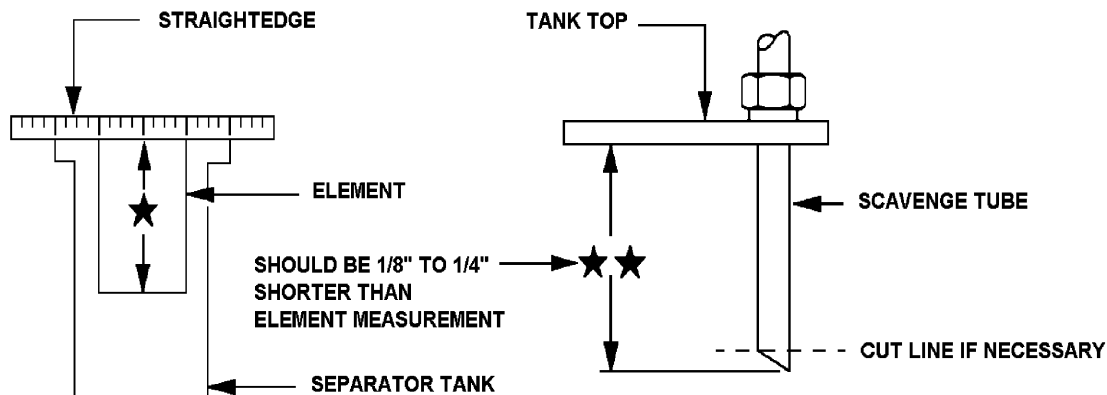 STRAIGHTEDGE
TANK TOP
ELEMENT
SCAVENGE TUBE
SHOULD BE 1/8" TO 1/4"
SHORTER THAN
ELEMENT MEASUREMENT
CUT LINE IF NECESSARY
SEPARATOR TANK